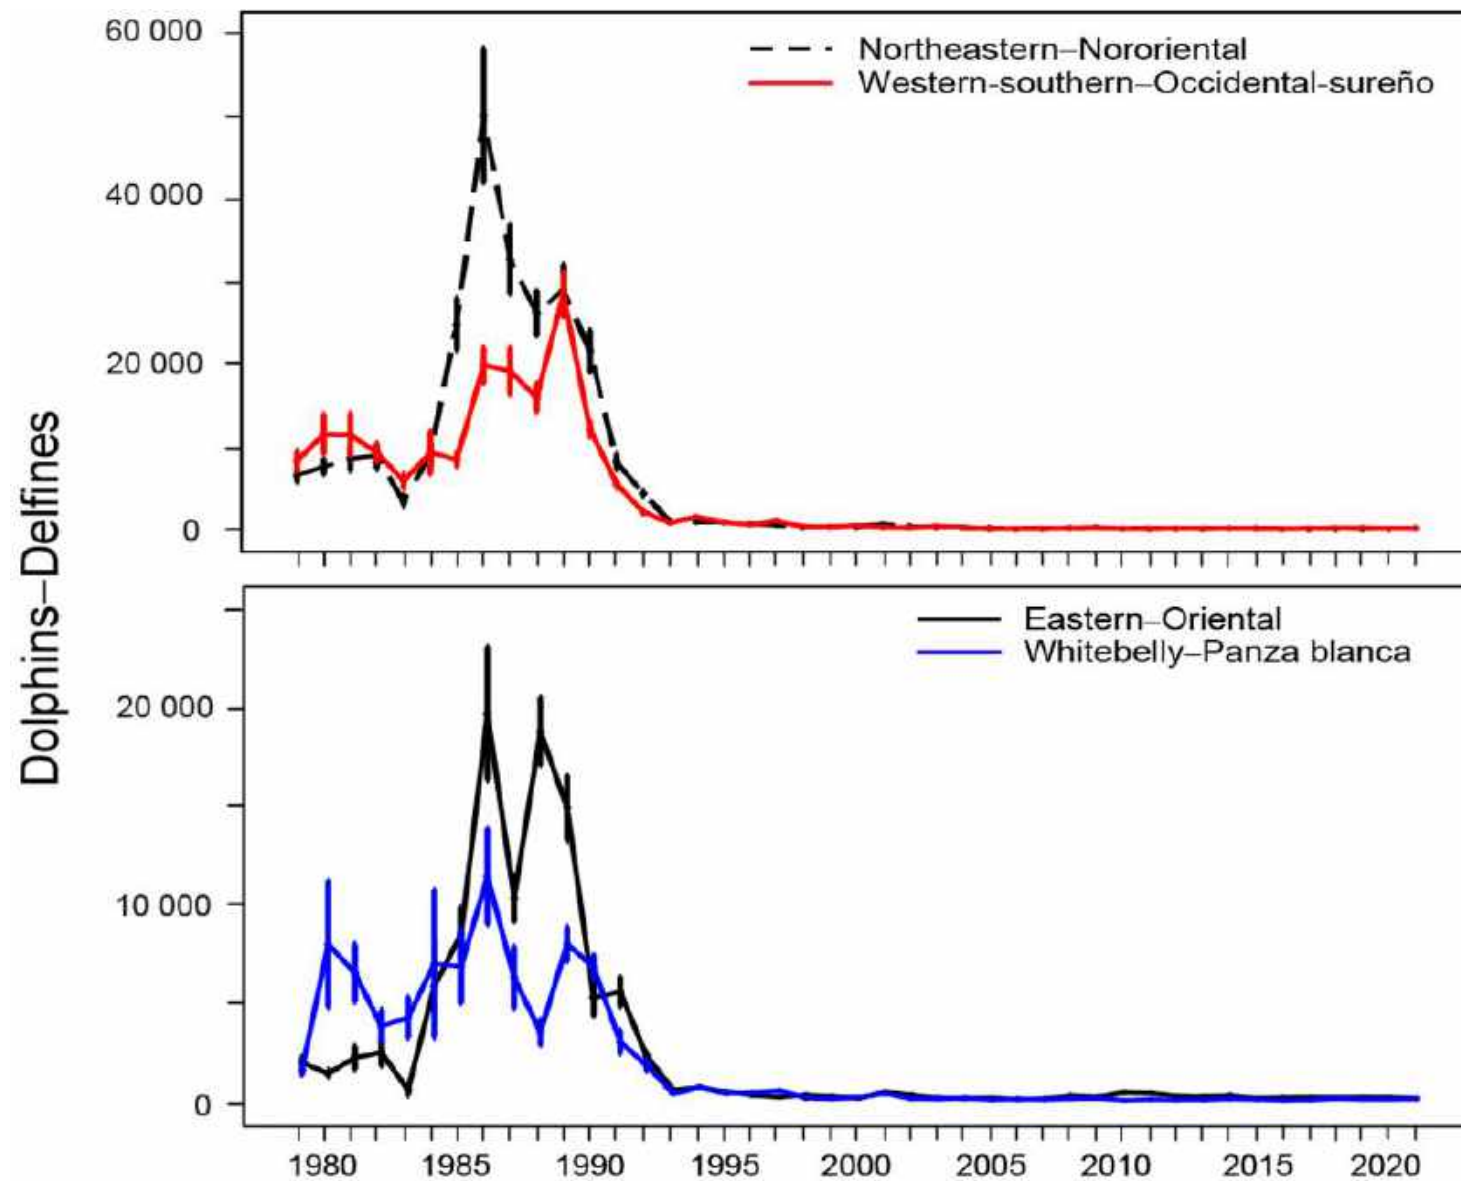 Dolphins–Delfines
60 000
40 000
20 000
0
Northeastern–Nororiental
Western-southern–Occidental-sureño
20 000
10 000
0
Eastern–Oriental
Whitebelly–Panza blanca
1980 1985 1990 1995 2000 2005 2010 2015 2020